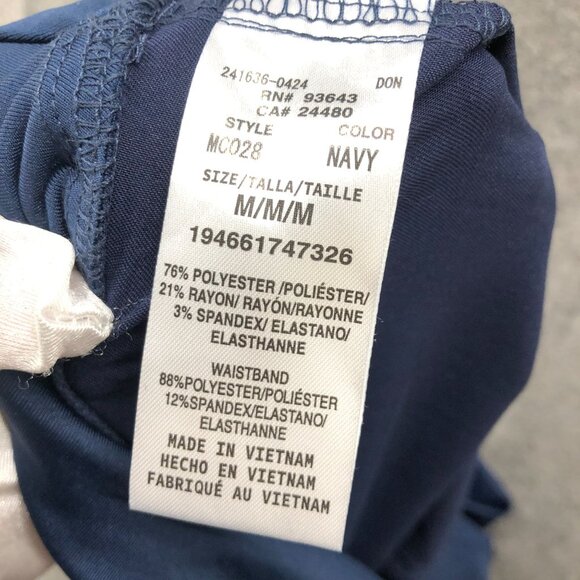 241636-0424 DON
RN# 93643
CA# 24480
STYLE COLOR
MC028 NAVY
SIZE/TALLA/TAILLE
M/M/M
194661747326
76% POLYESTER /POLIÉSTER/
21% RAYON/ RAYÓN/RAYONNE
3% SPANDEX/ ELASTANO/
ELASTHANNE
WAISTBAND
88%POLYESTER/POLIÉSTER
12%SPANDEX/ELASTANO/
ELASTHANNE
MADE IN VIETNAM
HECHO EN VIETNAM
FABRIQUÉ AU VIETNAM